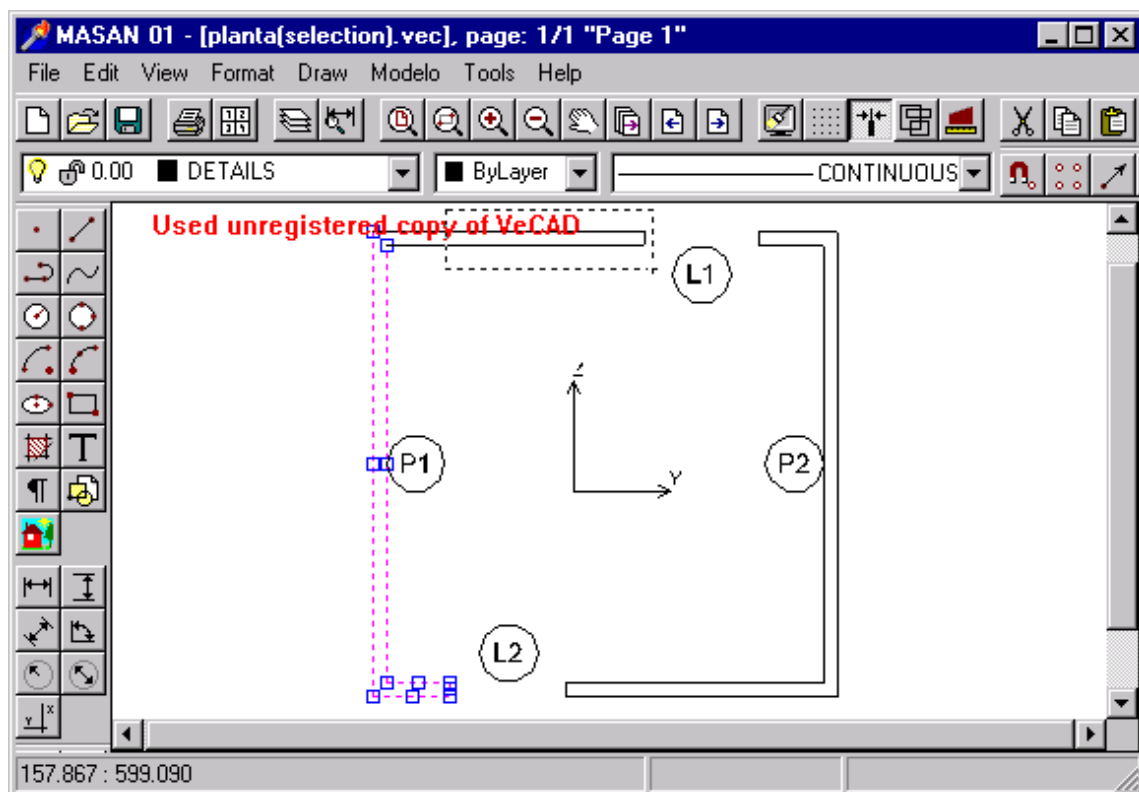 MASAN 01 - [planta(selection).vec], page: 1/1 "Page 1"
File Edit View Format Draw Modelo Tools Help
0.00 DETAILS ByLayer CONTINUOUS
Used unregistered copy of VeCAD
L1
Z
P1 Y P2
L2
T
¶
Y X
157.867 : 599.090